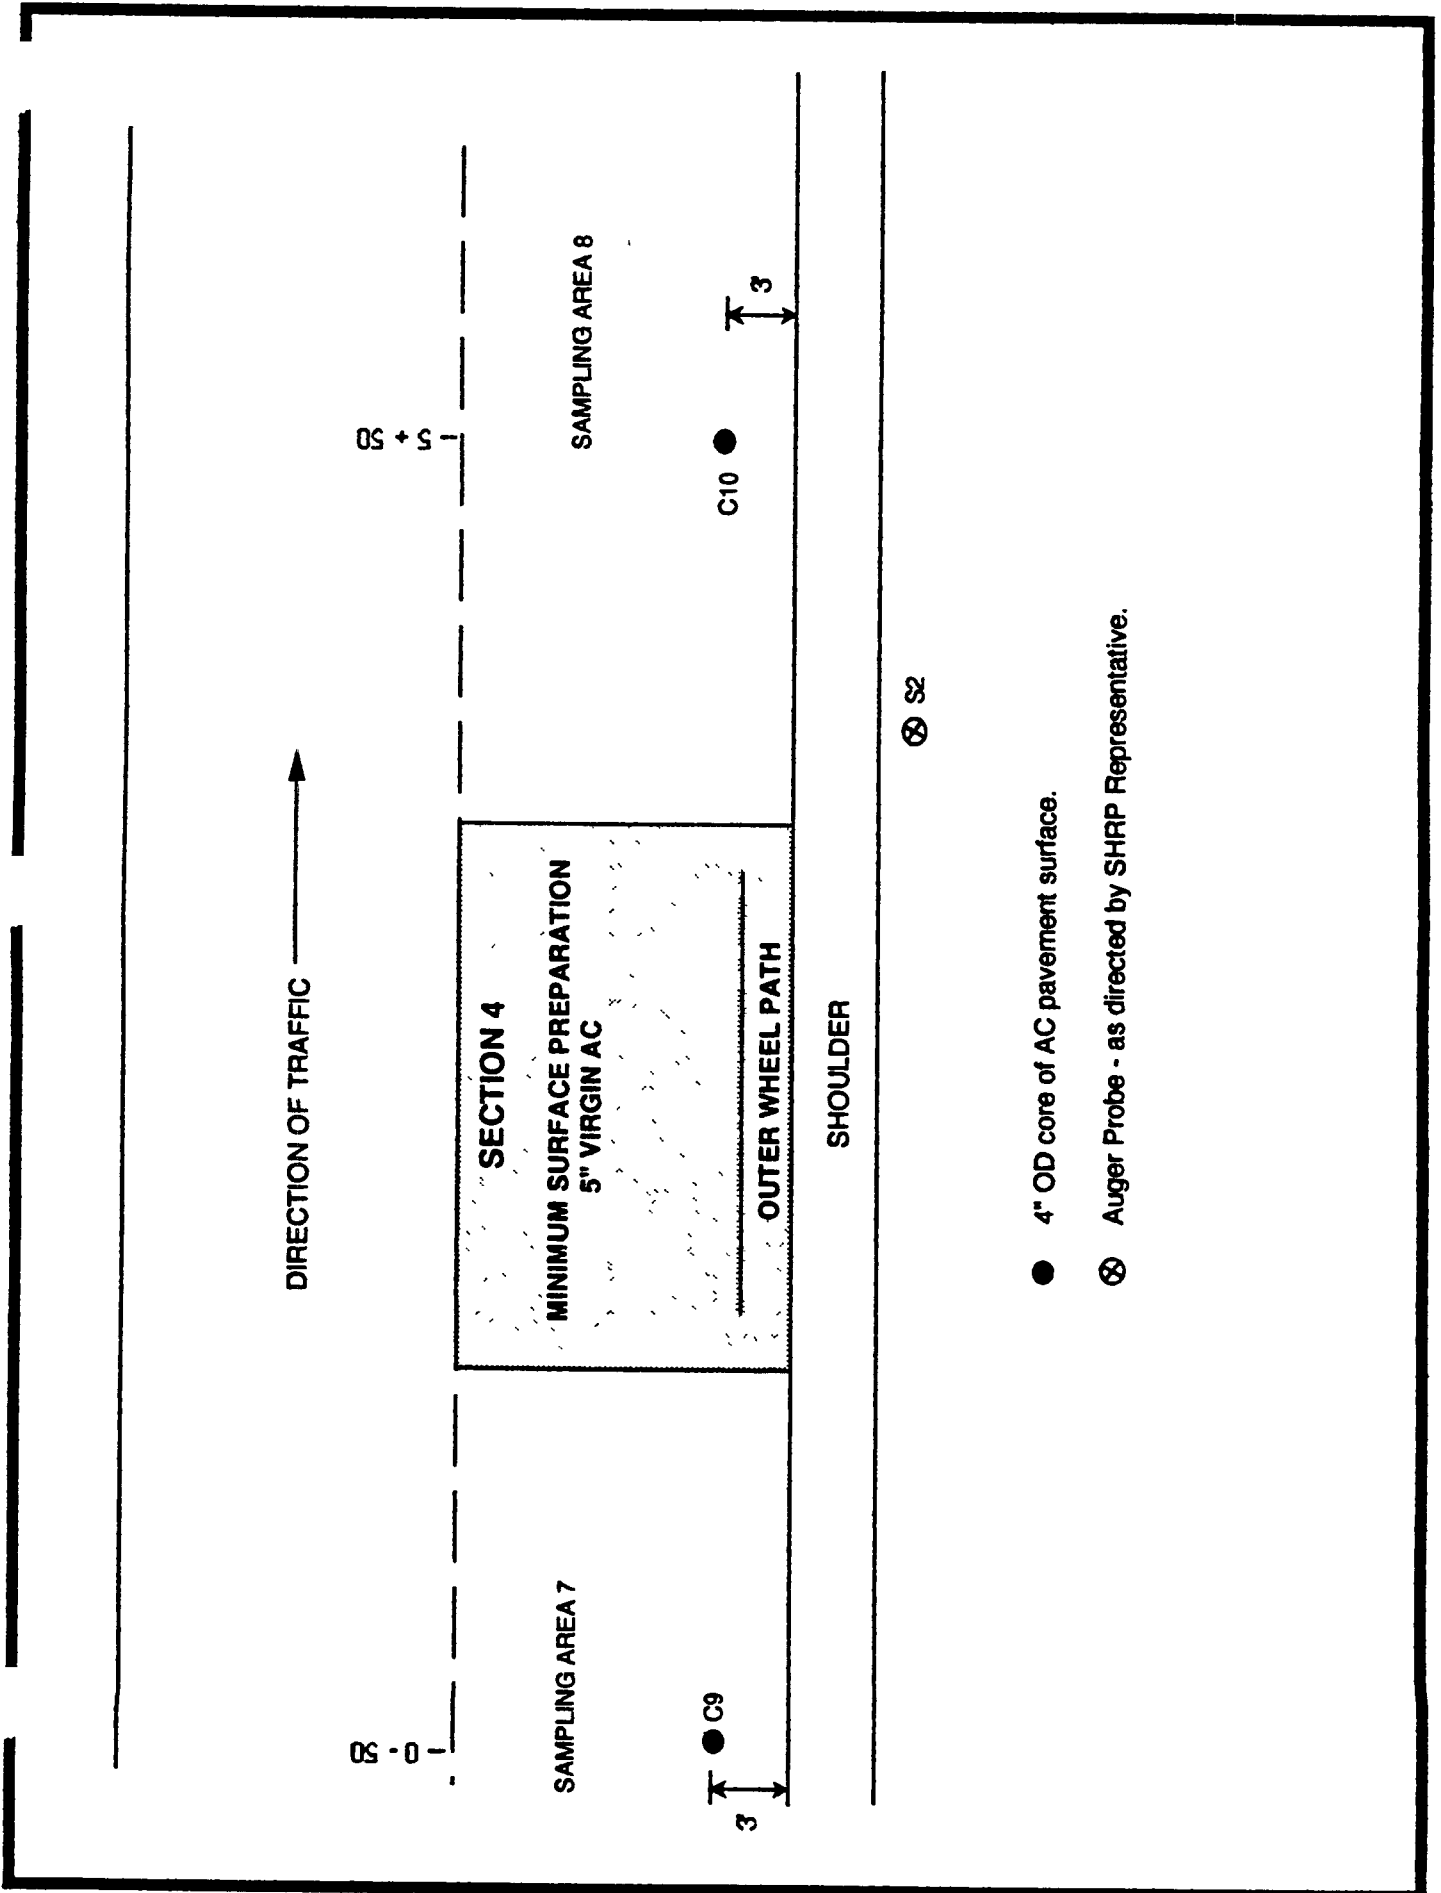 DIRECTION OF TRAFFIC
0 - 50
5 + 50
SECTION 4
MINIMUM SURFACE PREPARATION
5" VIRGIN AC
SAMPLING AREA 7
SAMPLING AREA 8
C9
C10
3'
3'
OUTER WHEEL PATH
SHOULDER
S2
4" OD core of AC pavement surface.
Auger Probe - as directed by SHRP Representative.